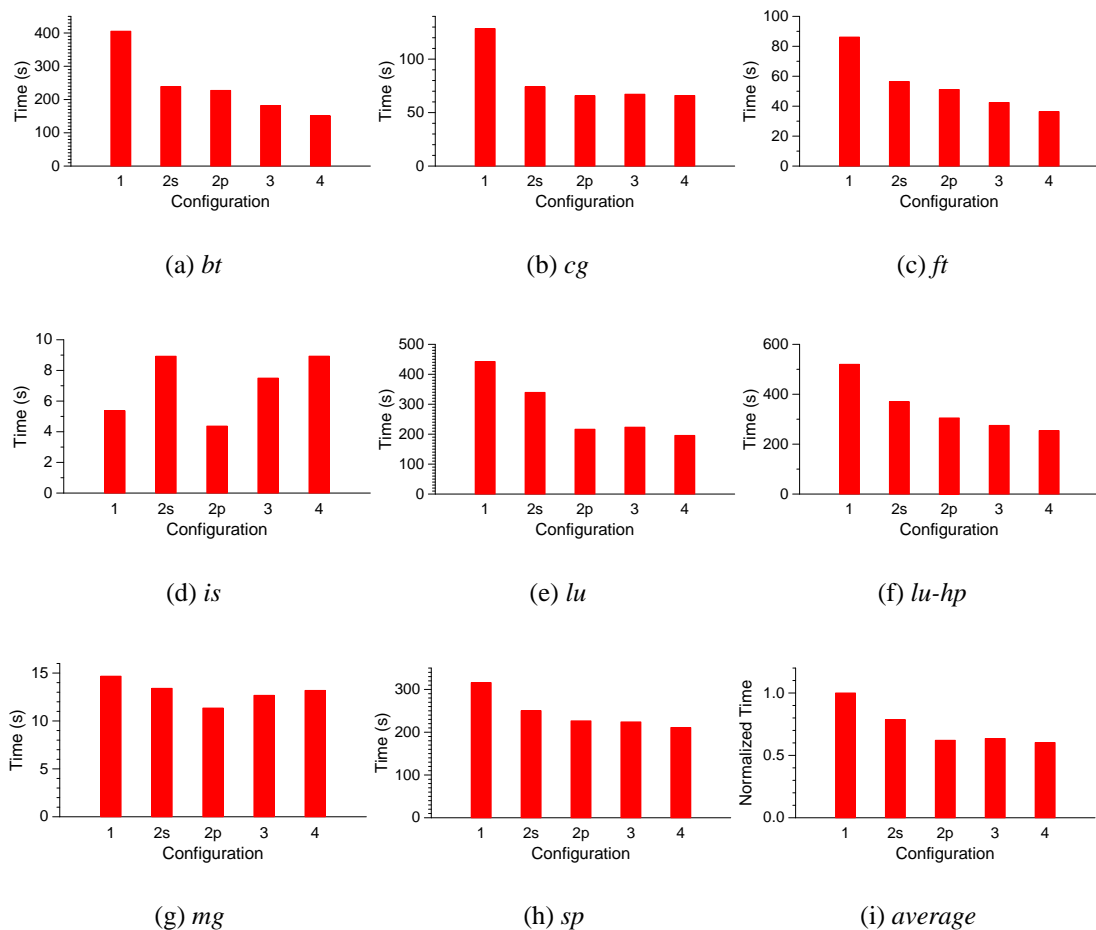 Time (s)
400
300
200
100
0
1 2s 2p 3 4
Configuration
(a) bt
Time (s)
100
50
0
1 2s 2p 3 4
Configuration
(b) cg
Time (s)
100
80
60
40
20
0
1 2s 2p 3 4
Configuration
(c) ft
Time (s)
10
8
6
4
2
0
1 2s 2p 3 4
Configuration
(d) is
Time (s)
500
400
300
200
100
0
1 2s 2p 3 4
Configuration
(e) lu
Time (s)
600
400
200
0
1 2s 2p 3 4
Configuration
(f) lu-hp
Time (s)
15
10
5
0
1 2s 2p 3 4
Configuration
(g) mg
Time (s)
300
200
100
0
1 2s 2p 3 4
Configuration
(h) sp
Normalized Time
1.0
0.5
0.0
1 2s 2p 3 4
Configuration
(i) average